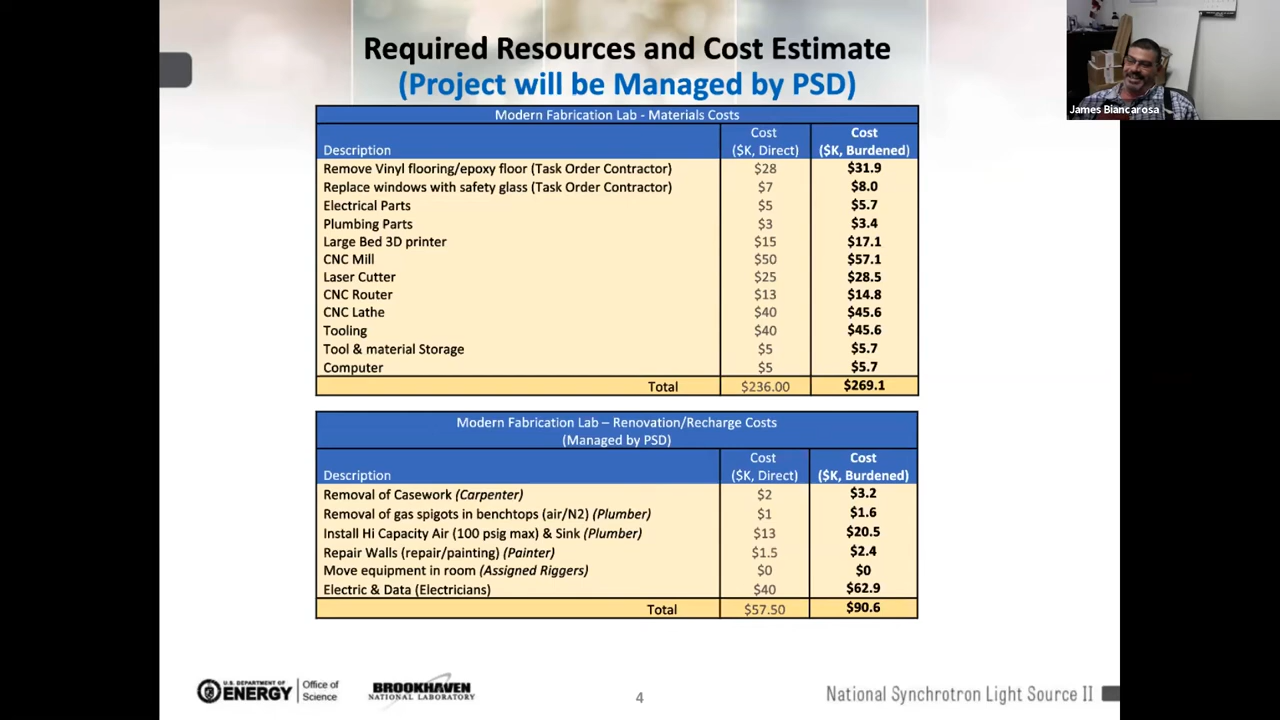 Required Resources and Cost Estimate
(Project will be Managed by PSD)
James Biancarosa
Modern Fabrication Lab - Materials Costs
Description Cost ($K, Direct) Cost ($K, Burdened)
Remove Vinyl flooring/epoxy floor (Task Order Contractor) $28 $31.9
Replace windows with safety glass (Task Order Contractor) $7 $8.0
Electrical Parts $5 $5.7
Plumbing Parts $3 $3.4
Large Bed 3D printer $15 $17.1
CNC Mill $50 $57.1
Laser Cutter $25 $28.5
CNC Router $13 $14.8
CNC Lathe $40 $45.6
Tooling $40 $45.6
Tool & material Storage $5 $5.7
Computer $5 $5.7
Total $236.00 $269.1
Modern Fabrication Lab – Renovation/Recharge Costs
(Managed by PSD)
Description Cost ($K, Direct) Cost ($K, Burdened)
Removal of Casework (Carpenter) $2 $3.2
Removal of gas spigots in benchtops (air/N2) (Plumber) $1 $1.6
Install Hi Capacity Air (100 psig max) & Sink (Plumber) $13 $20.5
Repair Walls (repair/painting) (Painter) $1.5 $2.4
Move equipment in room (Assigned Riggers) $0 $0
Electric & Data (Electricians) $40 $62.9
Total $57.50 $90.6
U.S. DEPARTMENT OF
ENERGY
Office of
Science
BROOKHAVEN
NATIONAL LABORATORY
4
National Synchrotron Light Source II